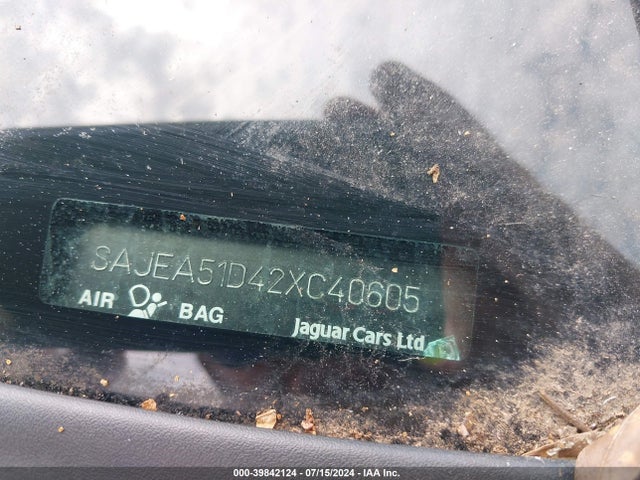 SAJEA51D42XC40605
AIR BAG
Jaguar Cars Ltd
000-39842124 - 07/15/2024 - IAA Inc.